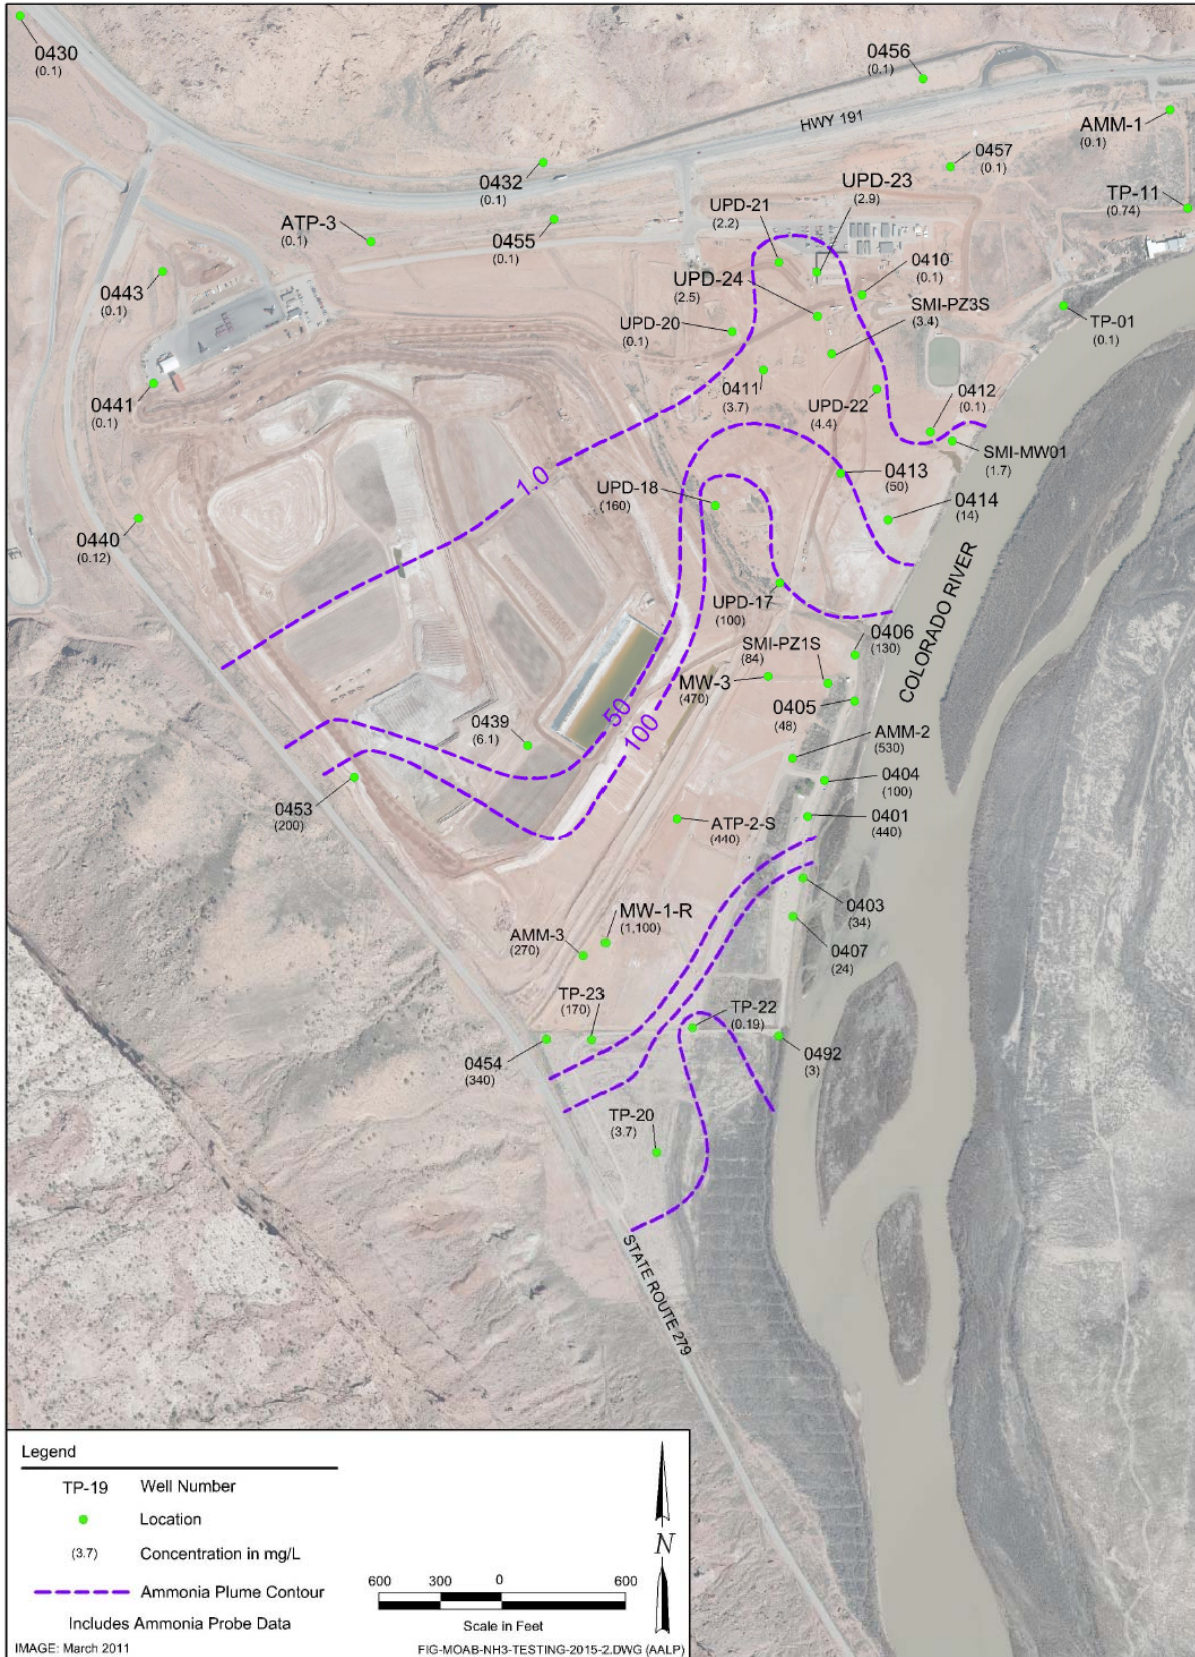 0430
(0.1)
0456
(0.1)
HWY 191
AMM-1
(0.1)
0457
(0.1)
0432
(0.1)
UPD-23
(2.9)
UPD-21
(2.2)
TP-11
(0.74)
ATP-3
(0.1)
0455
(0.1)
0410
(0.1)
UPD-24
(2.5)
0443
(0.1)
SMI-PZ3S
(3.4)
UPD-20
(0.1)
TP-01
(0.1)
0411
(3.7)
0441
(0.1)
0412
(0.1)
UPD-22
(4.4)
SMI-MW01
(1.7)
1.0
0413
(50)
UPD-18
(160)
0414
(14)
0440
(0.12)
COLORADO RIVER
UPD-17
(100)
0406
(130)
SMI-PZ1S
(84)
MW-3
(470)
0405
(48)
50
100
0439
(6.1)
AMM-2
(530)
0404
(100)
0453
(200)
0401
(440)
ATP-2-S
(440)
0403
(34)
MW-1-R
(1,100)
0407
(24)
AMM-3
(270)
TP-23
(170)
TP-22
(0.19)
0454
(340)
0492
(3)
TP-20
(3.7)
STATE ROUTE 279
Legend
TP-19 Well Number
Location
(3.7) Concentration in mg/L
Ammonia Plume Contour
Includes Ammonia Probe Data
N
600 300 0 600
Scale in Feet
IMAGE: March 2011
FIG-MOAB-NH3-TESTING-2015-2.DWG (AALP)